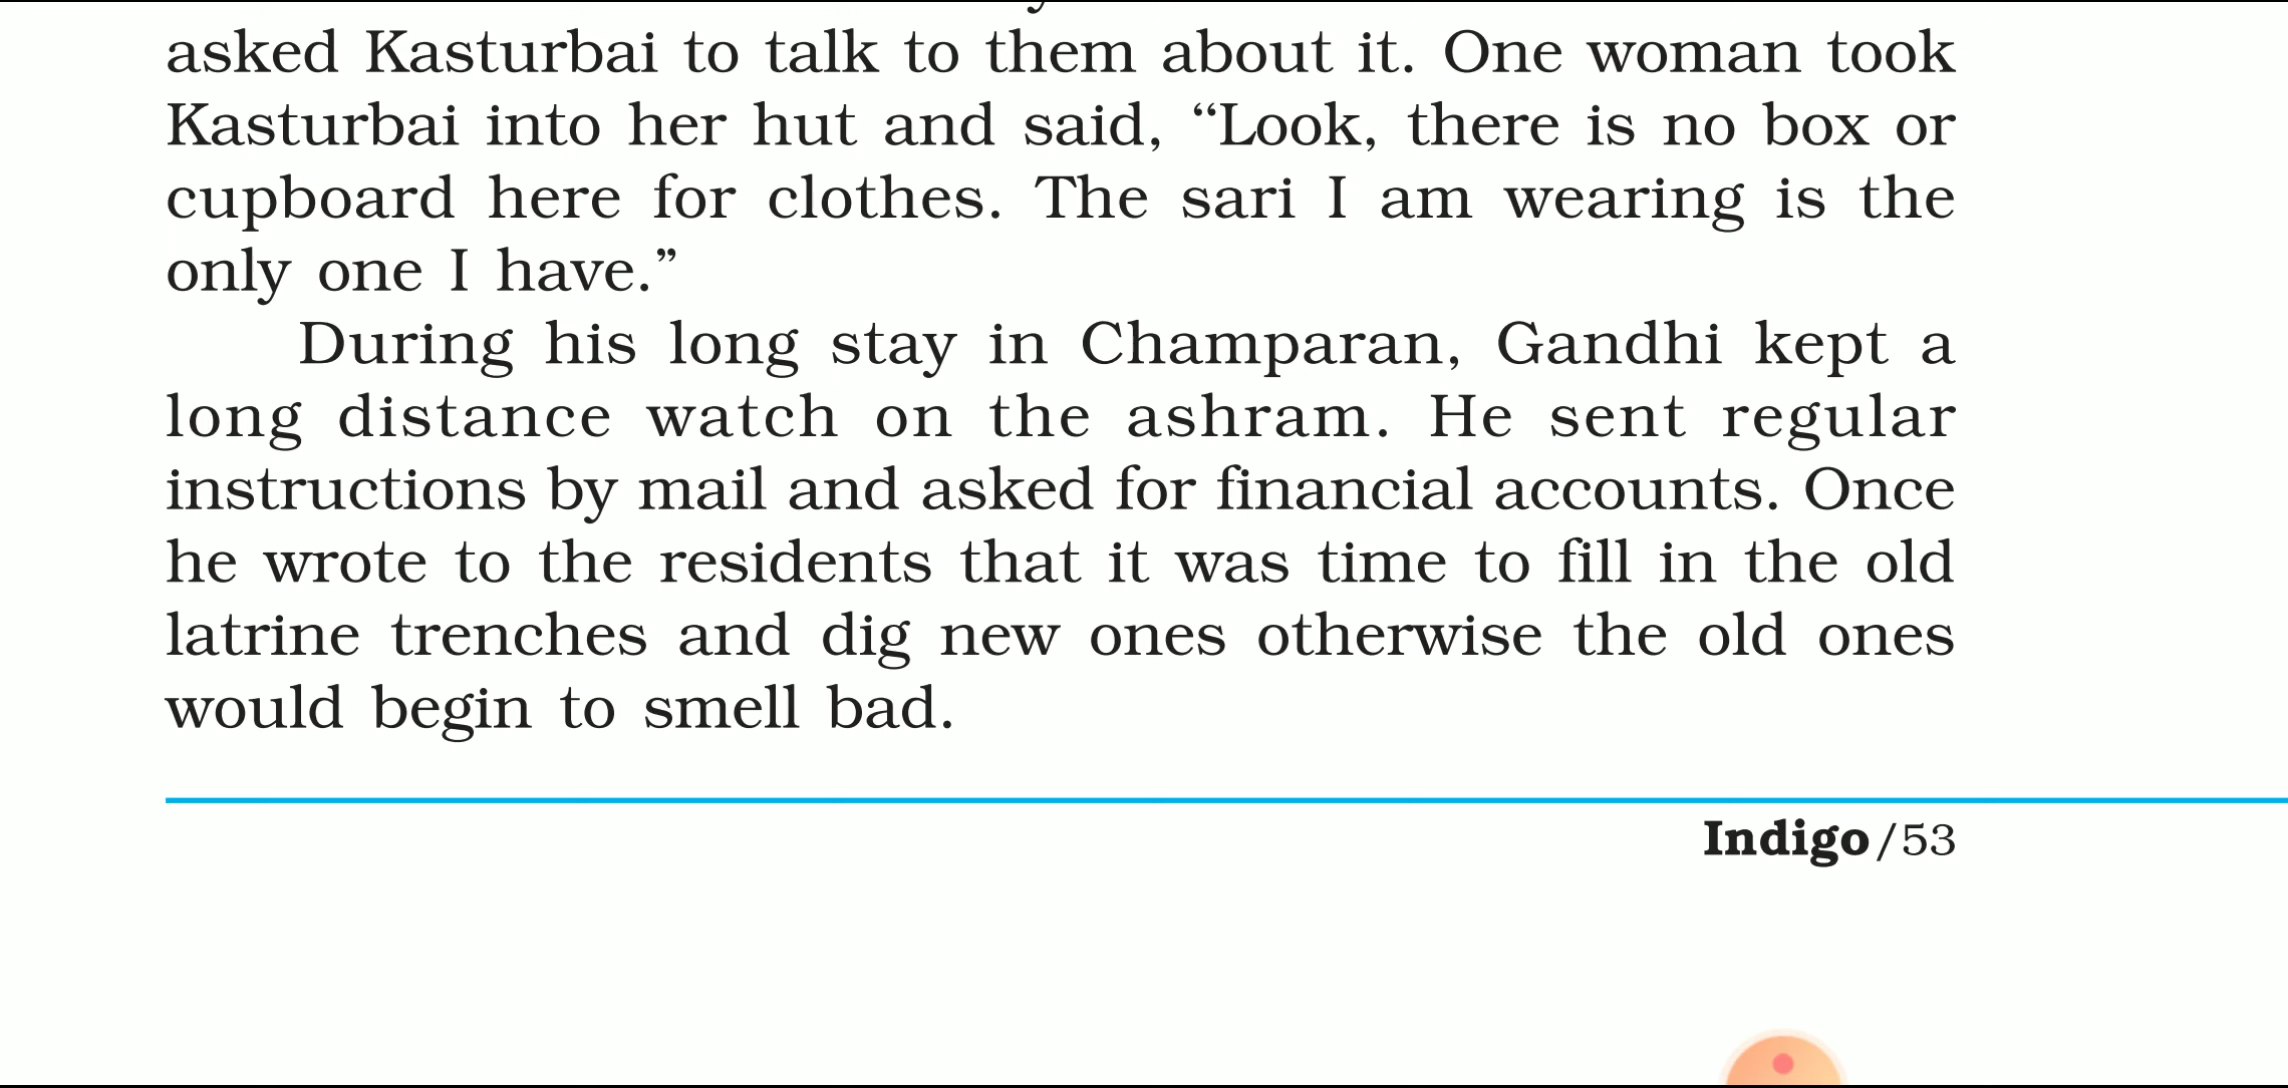 asked Kasturbai to talk to them about it. One woman took
Kasturbai into her hut and said, “Look, there is no box or
cupboard here for clothes. The sari I am wearing is the
only one I have.”
During his long stay in Champaran, Gandhi kept a
long distance watch on the ashram. He sent regular
instructions by mail and asked for financial accounts. Once
he wrote to the residents that it was time to fill in the old
latrine trenches and dig new ones otherwise the old ones
would begin to smell bad.
Indigo/53